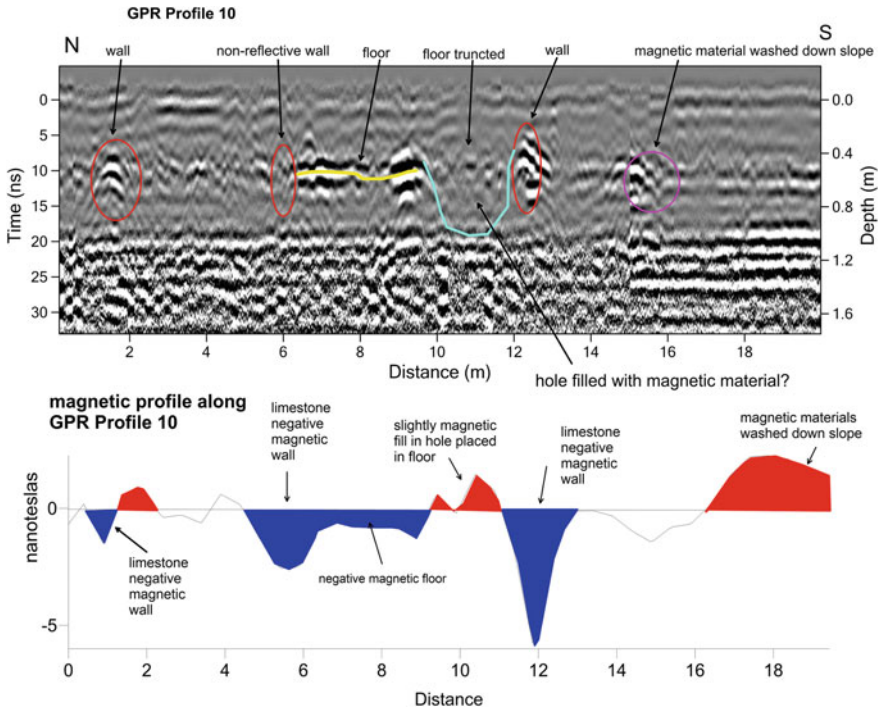 GPR Profile 10
N
S
wall
non-reflective wall
floor
floor truncted
wall
magnetic material washed down slope
Time (ns)
0
5
10
15
20
25
30
0.0
0.4
0.8
1.2
1.6
Depth (m)
2
4
6
8
10
12
14
16
18
Distance (m)
hole filled with magnetic material?
magnetic profile along
GPR Profile 10
limestone
negative
magnetic
wall
slightly magnetic
fill in hole placed
in floor
limestone
negative
magnetic
wall
magnetic materials
washed down slope
nanoteslas
0
-5
limestone
negative
magnetic
wall
negative magnetic floor
0
2
4
6
8
10
12
14
16
18
Distance